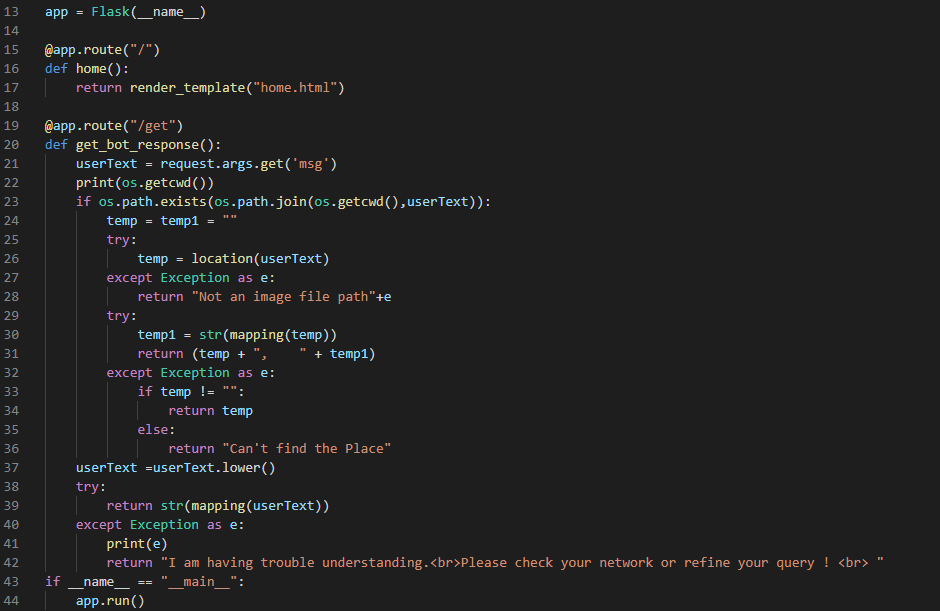 13 app = Flask(__name__)
14
15 @app.route("/")
16 def home():
17     return render_template("home.html")
18
19 @app.route("/get")
20 def get_bot_response():
21     userText = request.args.get('msg')
22     print(os.getcwd())
23     if os.path.exists(os.path.join(os.getcwd(),userText)):
24         temp = temp1 = ""
25         try:
26             temp = location(userText)
27         except Exception as e:
28             return "Not an image file path"+e
29         try:
30             temp1 = str(mapping(temp))
31             return (temp + ",    " + temp1)
32         except Exception as e:
33             if temp != "":
34                 return temp
35             else:
36                 return "Can't find the Place"
37     userText =userText.lower()
38     try:
39         return str(mapping(userText))
40     except Exception as e:
41         print(e)
42         return "I am having trouble understanding.<br>Please check your network or refine your query ! <br> "
43 if __name__ == "__main__":
44     app.run()